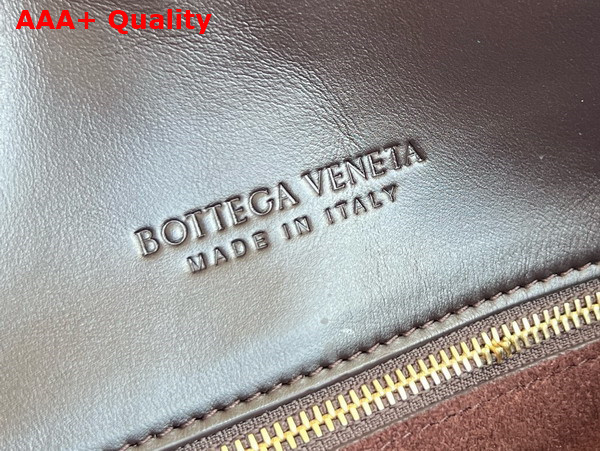 AAA+ Quality
BOTTEGA VENETA
MADE IN ITALY